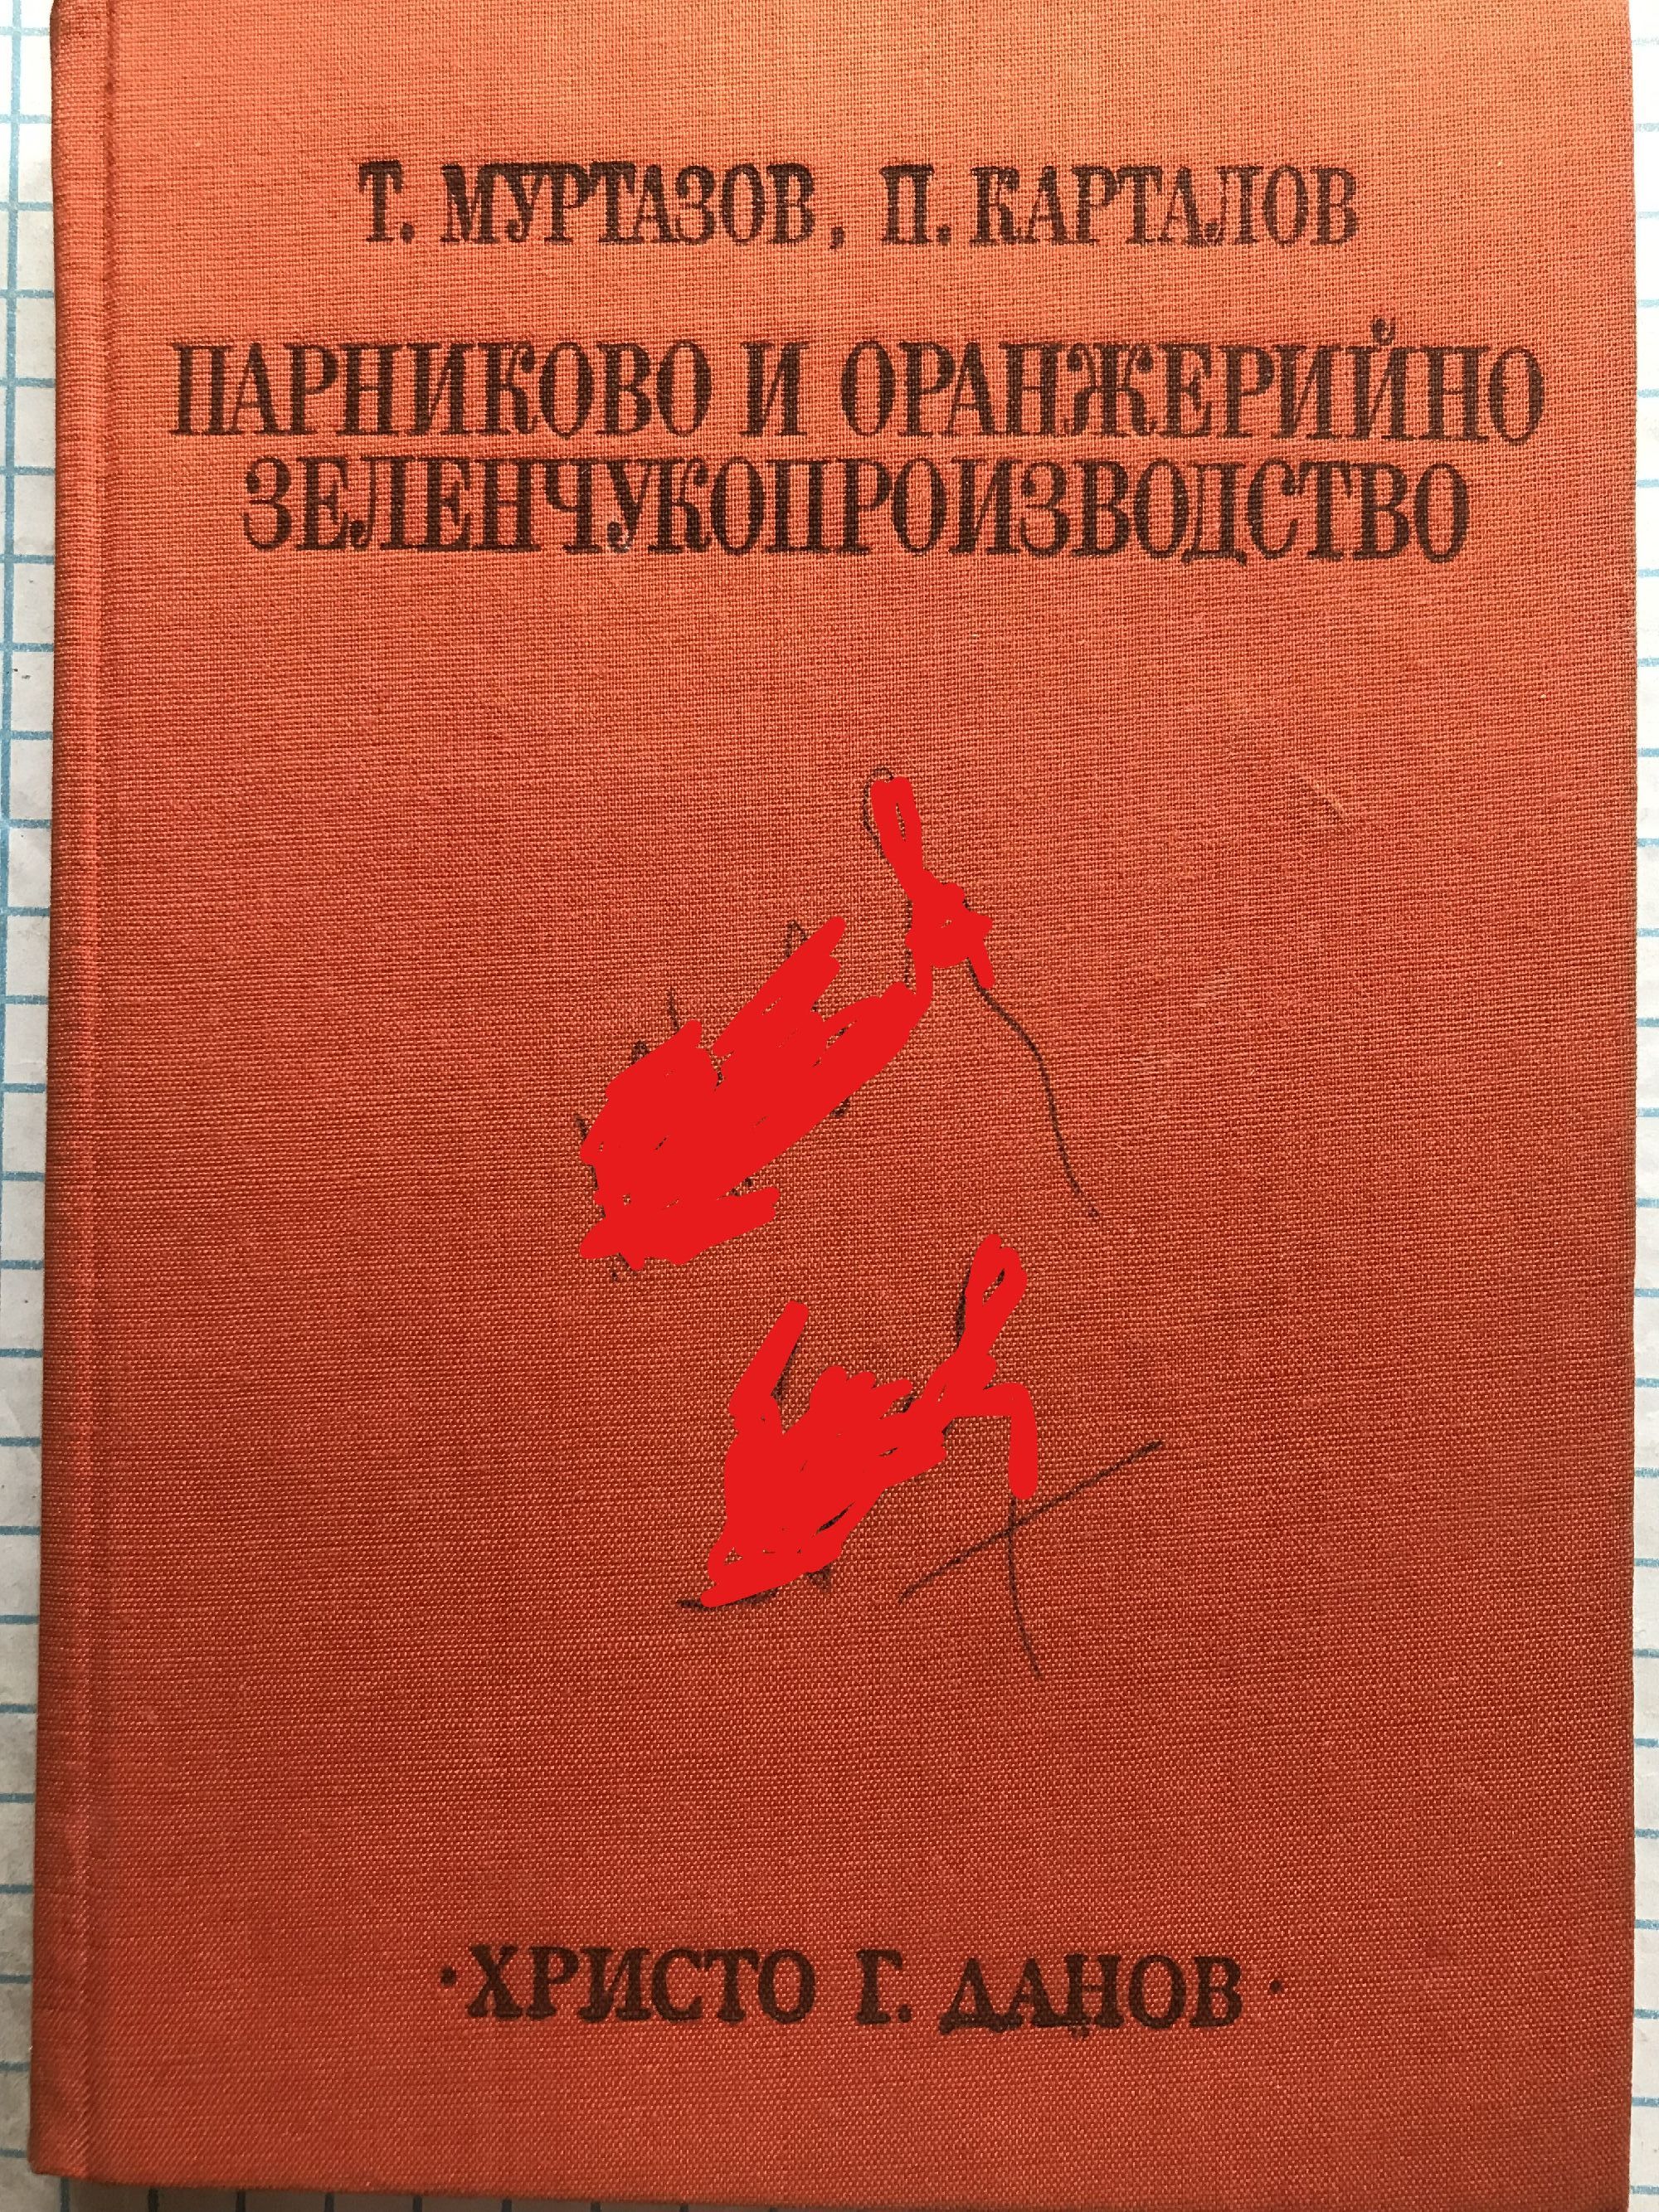 Т. МУРТАЗОВ, П. КАРТАЛОВ
ПАРНИКОВО И ОРАНЖЕРИЙНО
ЗЕЛЕНЧУКОПРОИЗВОДСТВО
·ХРИСТО Г. ДАНОВ·